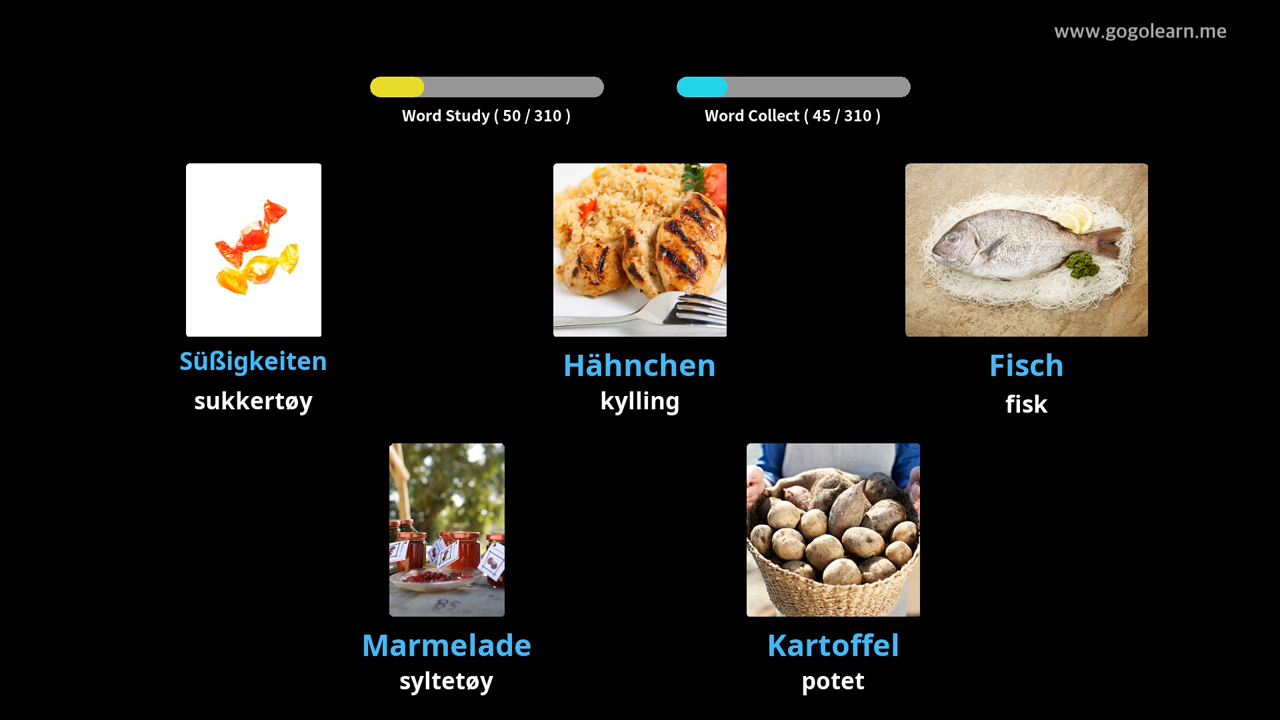 www.gogolearn.me
Word Study ( 50 / 310 )
Word Collect ( 45 / 310 )
Süßigkeiten
sukkertøy
Hähnchen
kylling
Fisch
fisk
Marmelade
syltetøy
Kartoffel
potet